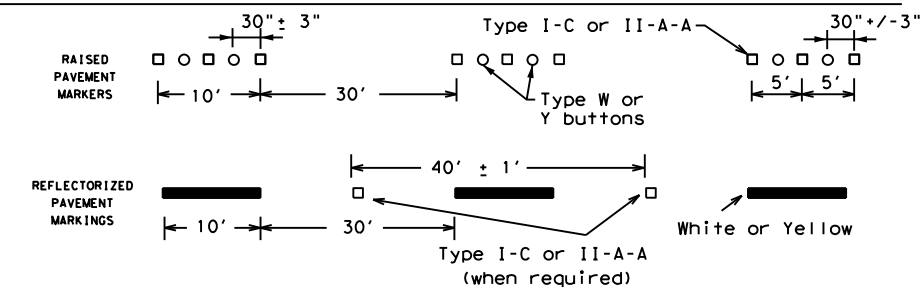 30" ± 3"
Type I-C or II-A-A
30"+/-3"
RAISED
PAVEMENT
MARKERS
10'
30'
Type W or
Y buttons
5'
5'
40' ± 1'
REFLECTORIZED
PAVEMENT
MARKINGS
10'
30'
Type I-C or II-A-A
(when required)
White or Yellow